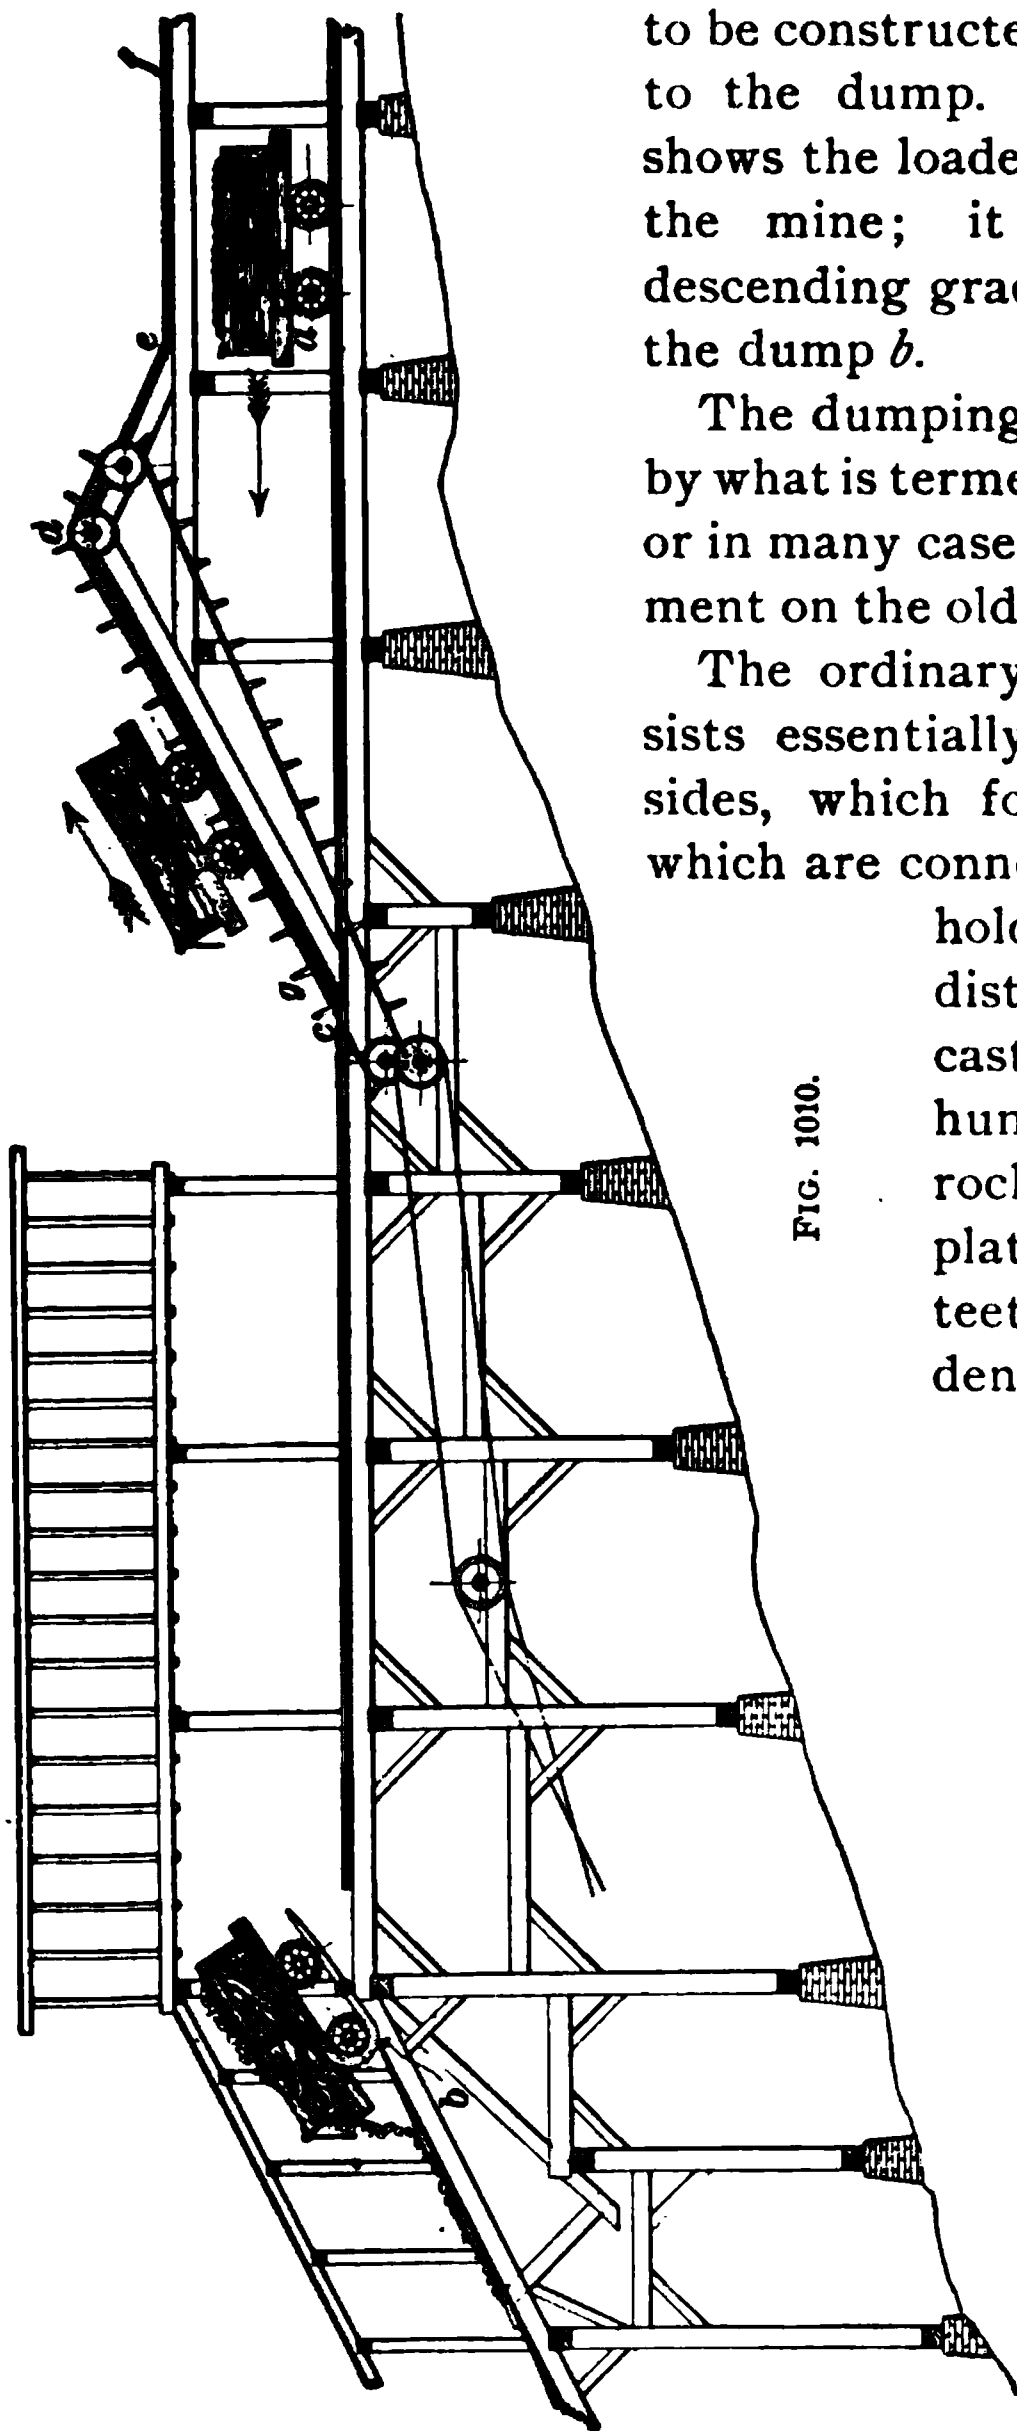 to be constructe
to the dump.
shows the loade
the mine; it
descending grad
the dump b.
The dumping
by what is terme
or in many case
ment on the old
The ordinary
sists essentially
sides, which fo
which are conn
hold
dist
cast
hun
rock
plat
teet
den
FIG. 1010.
a
e
d
g
c
b